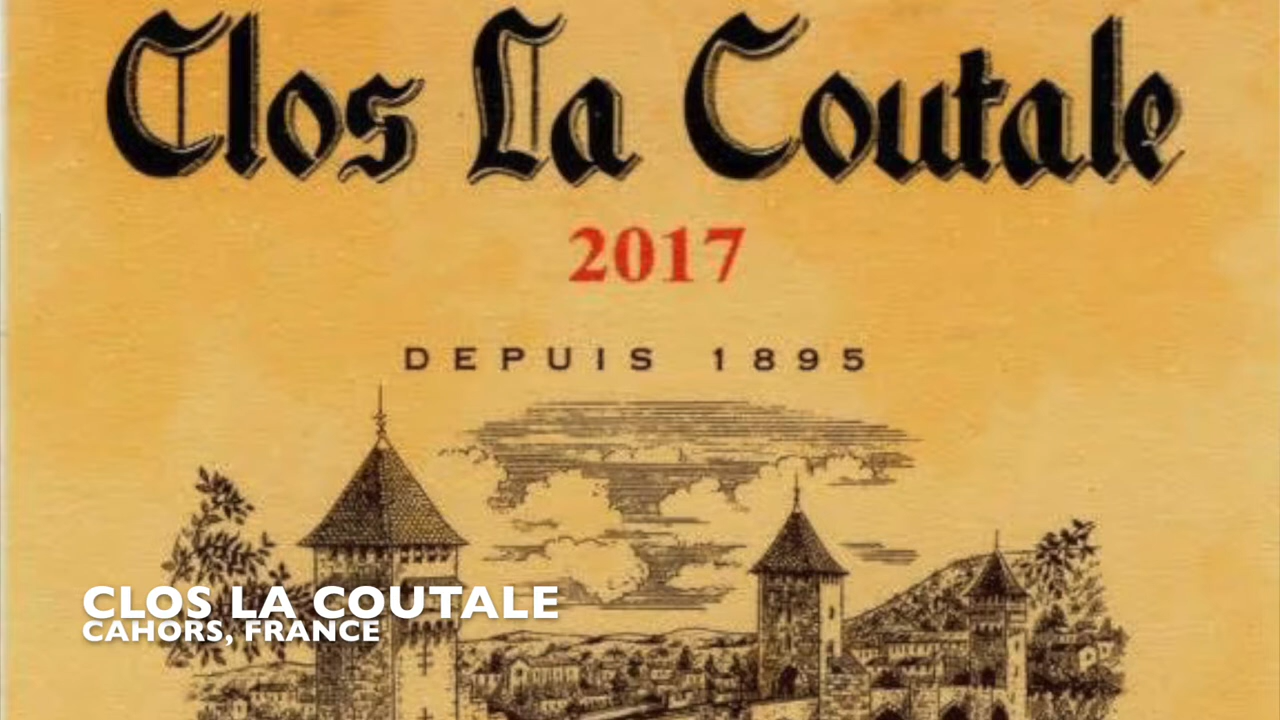 Clos La Coutale
2017
DEPUIS 1895
CLOS LA COUTALE
CAHORS, FRANCE